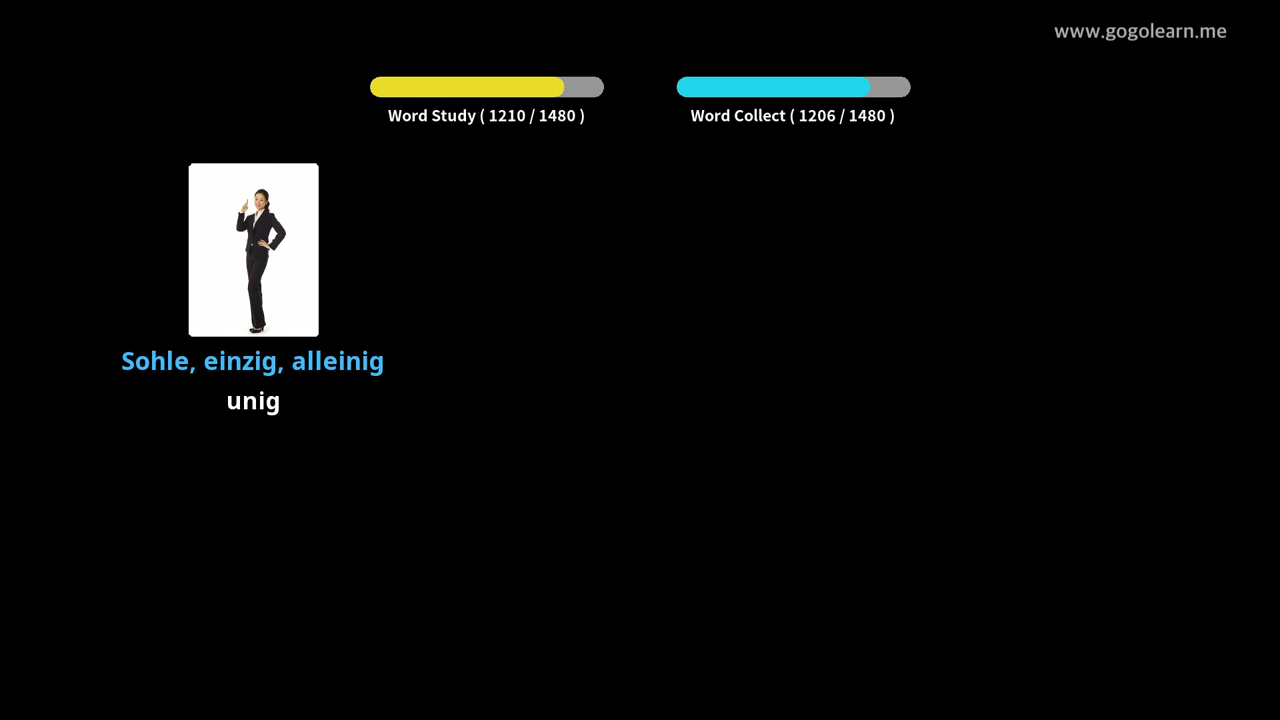 www.gogolearn.me
Word Study ( 1210 / 1480 )
Word Collect ( 1206 / 1480 )
Sohle, einzig, alleinig
unig